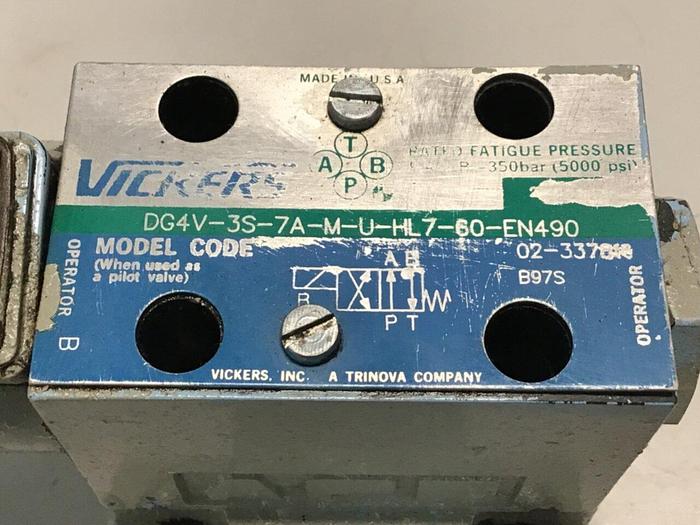 MADE IN U.S.A
VICKERS
T
A B
P
RATED FATIGUE PRESSURE
350bar (5000 psi)
DG4V-3S-7A-M-U-HL7-60-EN490
MODEL CODE
(When used as
a pilot valve)
02-337
B97S
OPERATOR B
OPERATOR
A B
B
P T
VICKERS, INC. A TRINOVA COMPANY